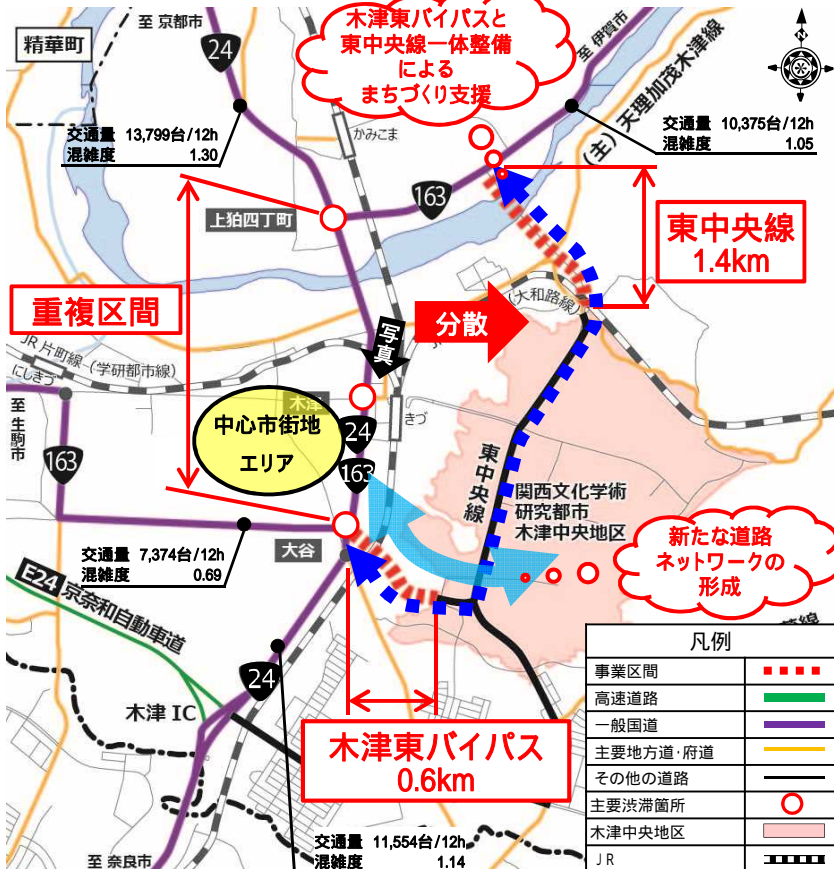 至 京都市
精華町
24
木津東バイパスと
東中央線一体整備
による
まちづくり支援
至 伊賀市
交通量 13,799台/12h
混雑度 1.30
かみこま
交通量 10,375台/12h
混雑度 1.05
(主)天理加茂木津線
163
上狛四丁町
東中央線
1.4km
重複区間
分散
(大和路線)
写真
JR 片町線(学研都市線)
にしきづ
至 生駒市
163
木津
きづ
中心市街地
エリア
24
163
東中央線
関西文化学術
研究都市
木津中央地区
新たな道路
ネットワークの
形成
大谷
交通量 7,374台/12h
混雑度 0.69
E24 京奈和自動車道
24
木津 IC
木津東バイパス
0.6km
交通量 11,554台/12h
混雑度 1.14
至 奈良市
凡例
事業区間
高速道路
一般国道
主要地方道・府道
その他の道路
主要渋滞箇所
木津中央地区
JR